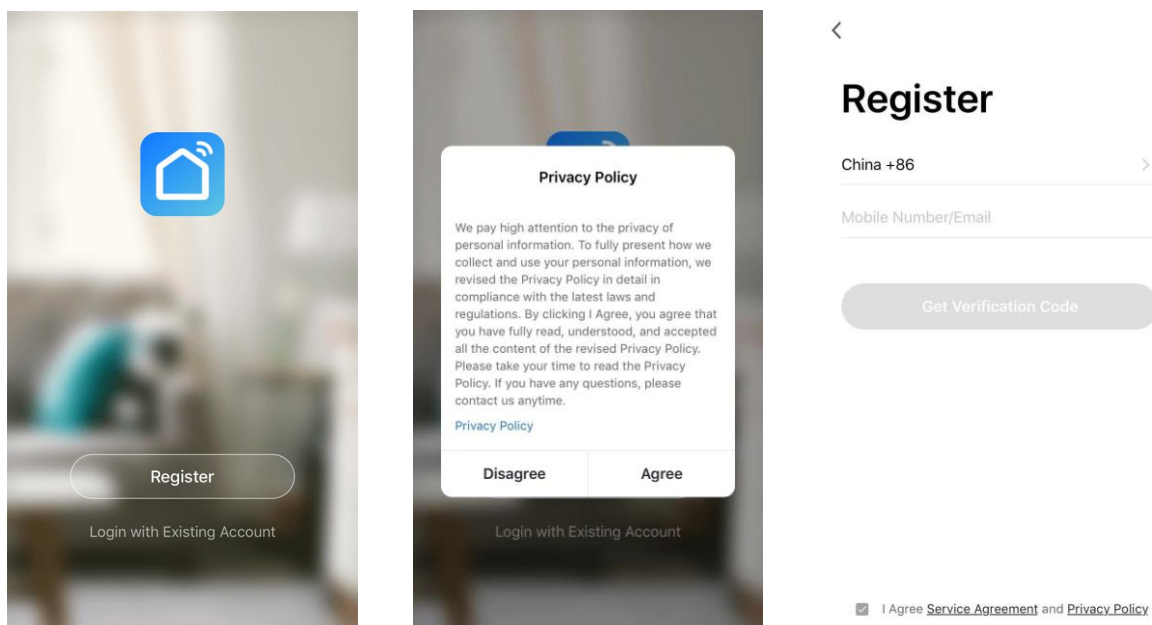 Register
Login with Existing Account
Privacy Policy
We pay high attention to the privacy of
personal information. To fully present how we
collect and use your personal information, we
revised the Privacy Policy in detail in
compliance with the latest laws and
regulations. By clicking I Agree, you agree that
you have fully read, understood, and accepted
all the content of the revised Privacy Policy.
Please take your time to read the Privacy
Policy. If you have any questions, please
contact us anytime.
Privacy Policy
Disagree
Agree
Login with Existing Account
Register
China +86
Mobile Number/Email
Get Verification Code
I Agree Service Agreement and Privacy Policy